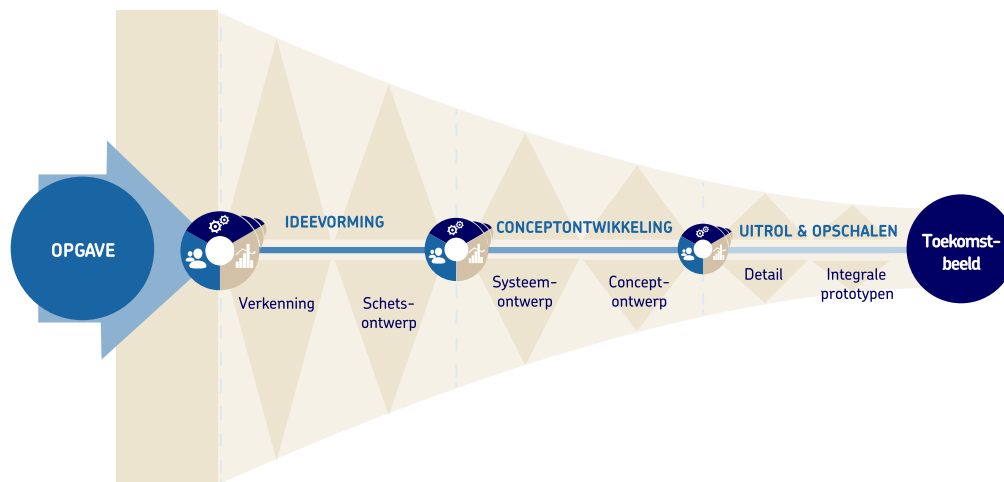 OPGAVE
IDEEVORMING
Verkenning
Schets-
ontwerp
CONCEPTONTWIKKELING
Systeem-
ontwerp
Concept-
ontwerp
UITROL & OPSCHALEN
Detail
Integrale
prototypen
Toekomst-
beeld